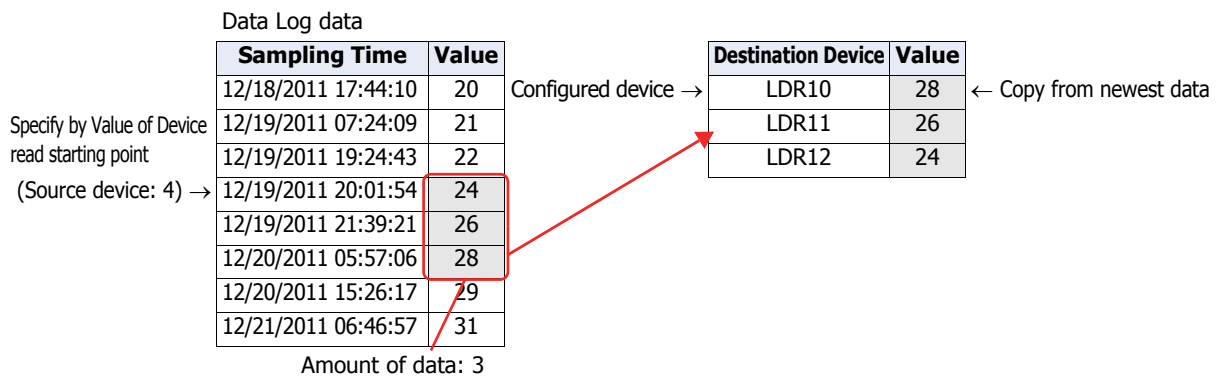 Data Log data
Sampling Time Value
12/18/2011 17:44:10 20
12/19/2011 07:24:09 21
12/19/2011 19:24:43 22
12/19/2011 20:01:54 24
12/19/2011 21:39:21 26
12/20/2011 05:57:06 28
12/20/2011 15:26:17 29
12/21/2011 06:46:57 31
Specify by Value of Device
read starting point
(Source device: 4) →
Amount of data: 3
Configured device →
Destination Device Value
LDR10 28
LDR11 26
LDR12 24
← Copy from newest data